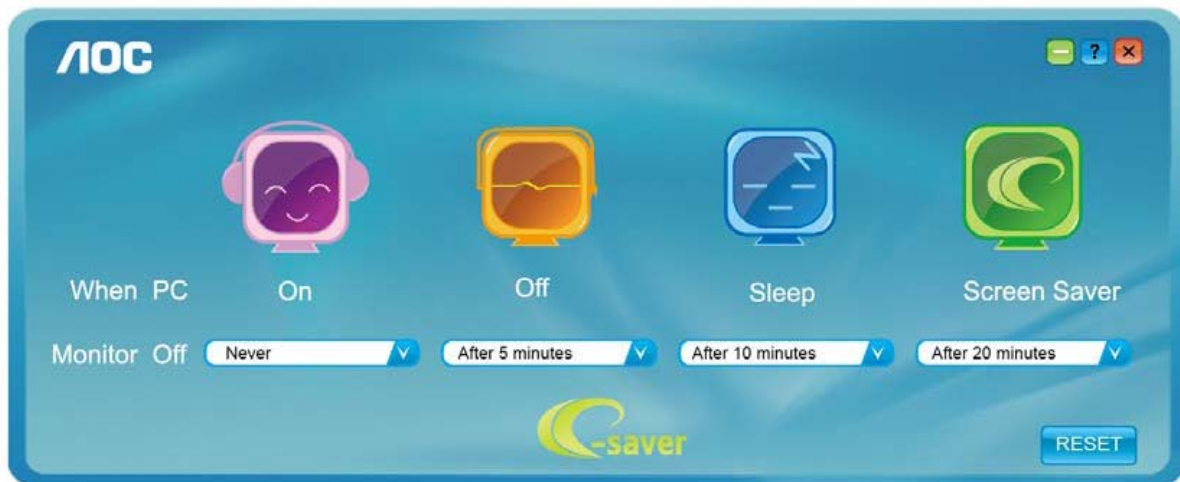 AOC
?
When PC On Off Sleep Screen Saver
Monitor Off Never After 5 minutes After 10 minutes After 20 minutes
e-saver
RESET